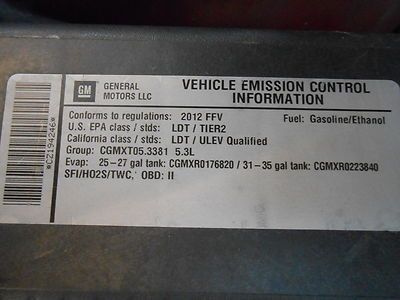 GM
GENERAL
MOTORS LLC
VEHICLE EMISSION CONTROL
INFORMATION
Conforms to regulations: 2012 FFV Fuel: Gasoline/Ethanol
U.S. EPA class / stds: LDT / TIER2
California class / stds: LDT / ULEV Qualified
Group: CGMXT05.3381 5.3L
Evap: 25-27 gal tank: CGMXR0176820 / 31-35 gal tank: CGMXR0223840
SFI/HO2S/TWC, OBD: II
*C2194246*